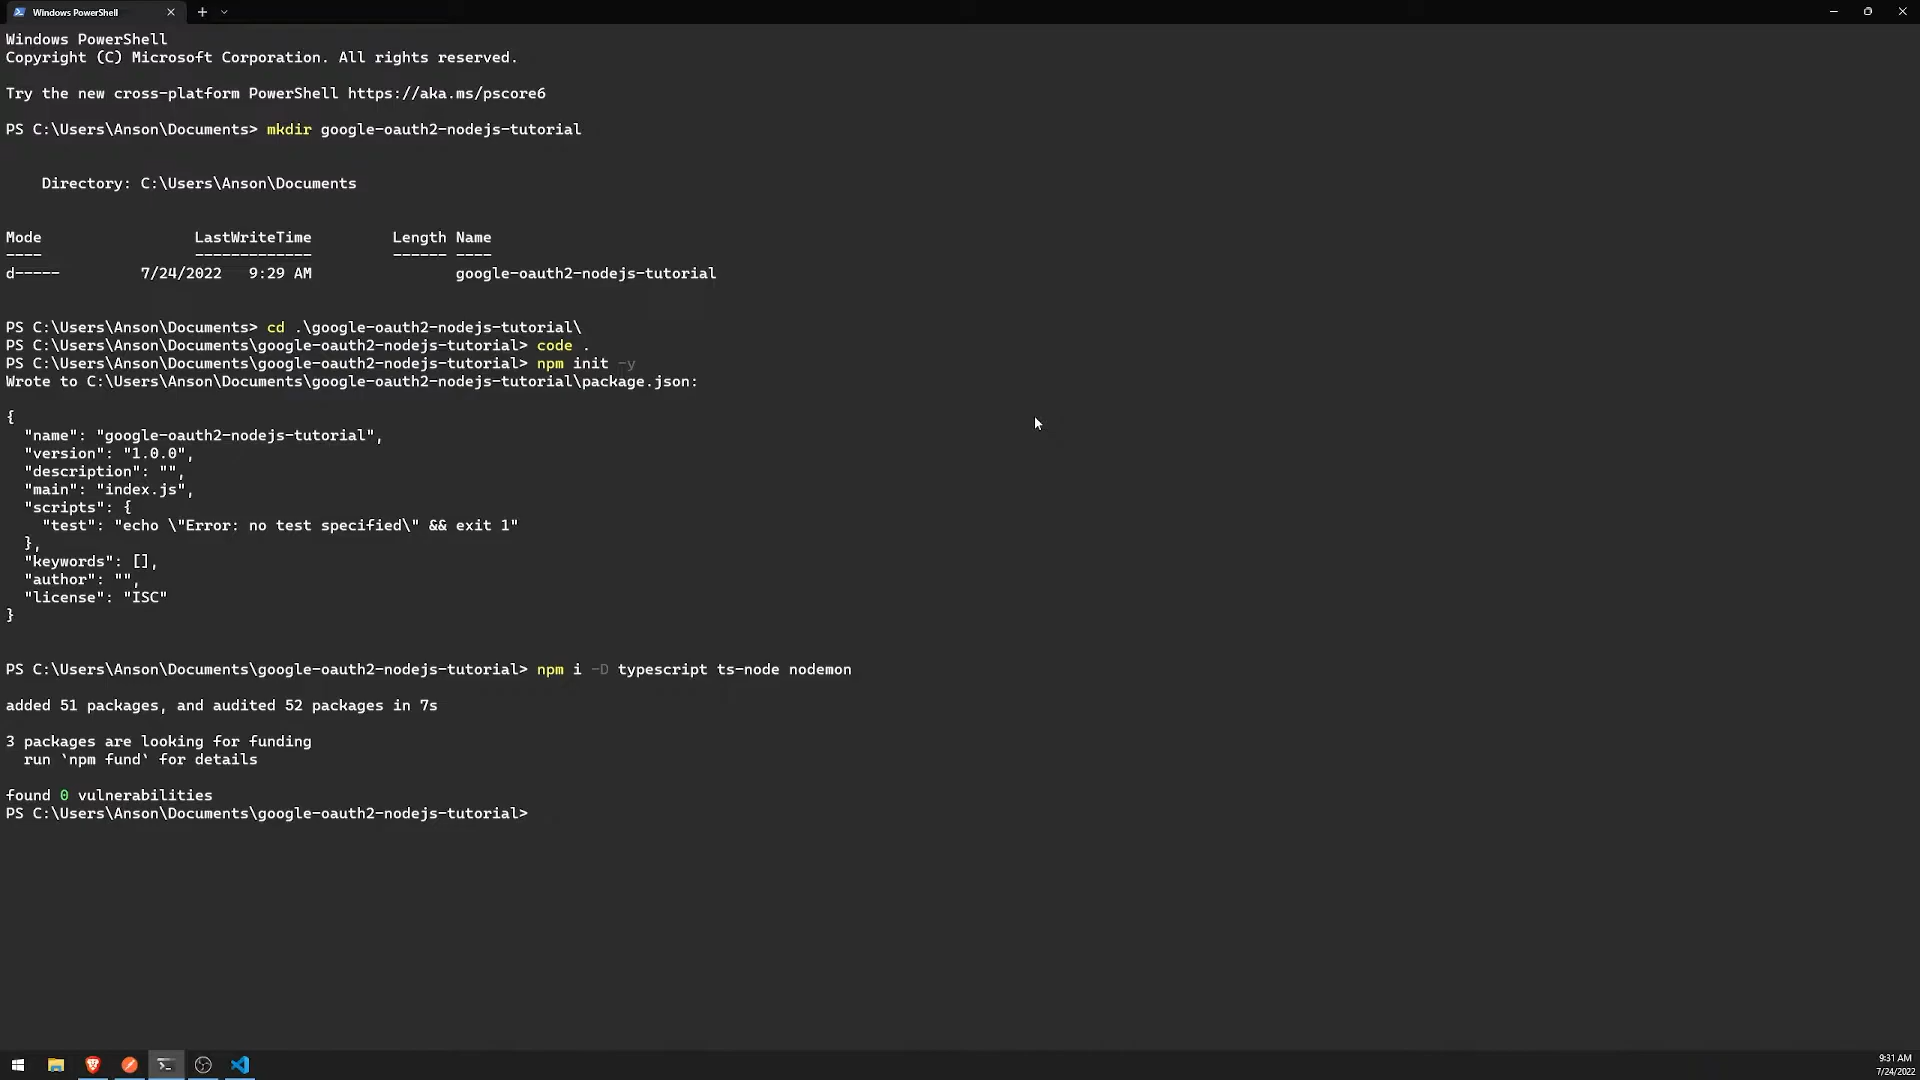 Windows PowerShell
Windows PowerShell
Copyright (C) Microsoft Corporation. All rights reserved.
Try the new cross-platform PowerShell https://aka.ms/pscore6
PS C:\Users\Anson\Documents> mkdir google-oauth2-nodejs-tutorial
Directory: C:\Users\Anson\Documents
Mode LastWriteTime Length Name
---- ------------- ------ ----
d----- 7/24/2022 9:29 AM google-oauth2-nodejs-tutorial
PS C:\Users\Anson\Documents> cd .\google-oauth2-nodejs-tutorial\
PS C:\Users\Anson\Documents\google-oauth2-nodejs-tutorial> code .
PS C:\Users\Anson\Documents\google-oauth2-nodejs-tutorial> npm init -y
Wrote to C:\Users\Anson\Documents\google-oauth2-nodejs-tutorial\package.json:
{
"name": "google-oauth2-nodejs-tutorial",
"version": "1.0.0",
"description": "",
"main": "index.js",
"scripts": {
"test": "echo \"Error: no test specified\" && exit 1"
},
"keywords": [],
"author": "",
"license": "ISC"
}
PS C:\Users\Anson\Documents\google-oauth2-nodejs-tutorial> npm i -D typescript ts-node nodemon
added 51 packages, and audited 52 packages in 7s
3 packages are looking for funding
run `npm fund` for details
found 0 vulnerabilities
PS C:\Users\Anson\Documents\google-oauth2-nodejs-tutorial>
9:31 AM
7/24/2022